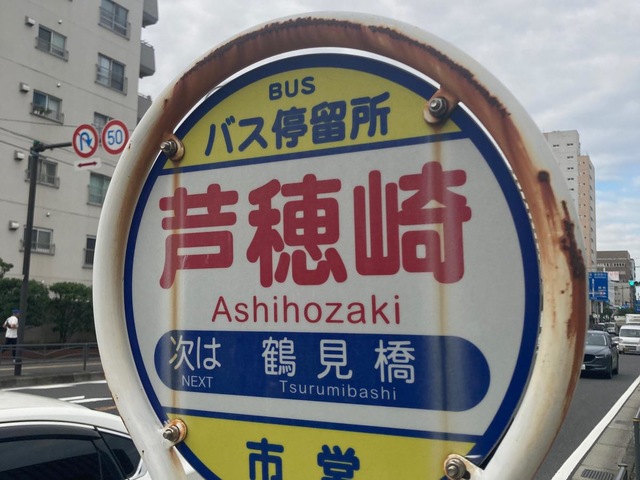 BUS
バス停留所
芦穂崎
Ashihozaki
次は 鶴見橋
NEXT Tsurumibashi
市営
50